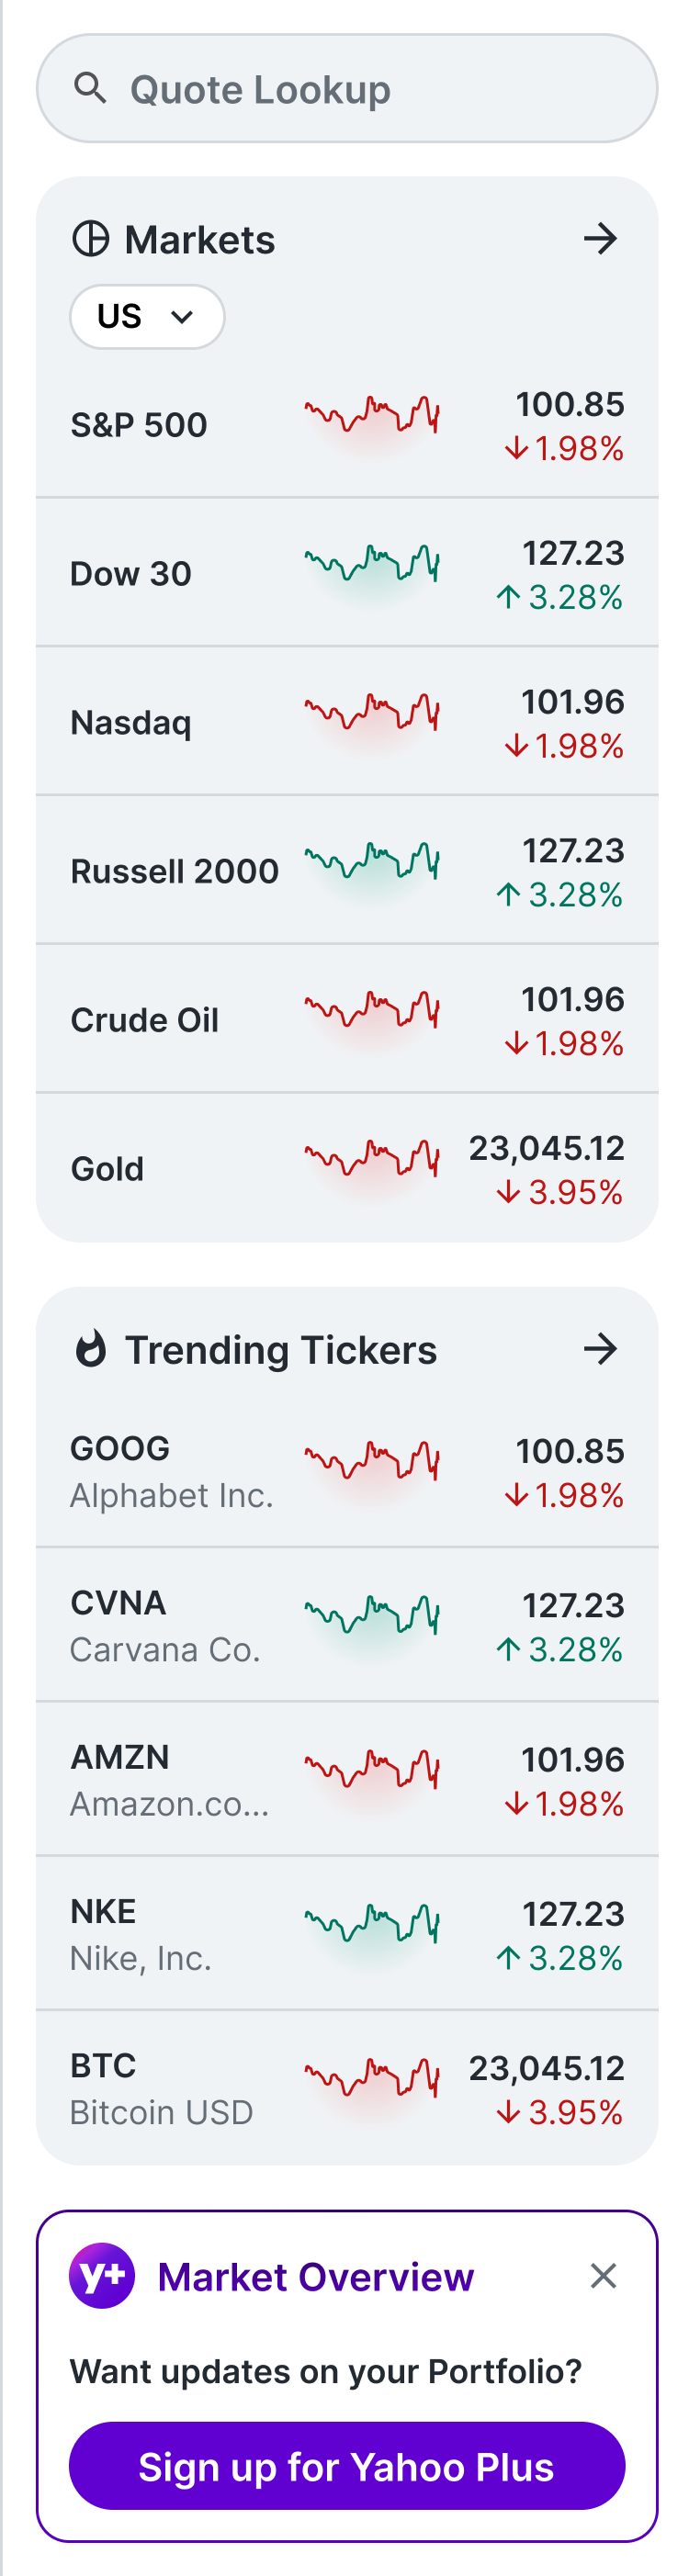 Quote Lookup
Markets
US
S&P 500
100.85
↓1.98%
Dow 30
127.23
↑3.28%
Nasdaq
101.96
↓1.98%
Russell 2000
127.23
↑3.28%
Crude Oil
101.96
↓1.98%
Gold
23,045.12
↓3.95%
Trending Tickers
GOOG
100.85
Alphabet Inc.
↓1.98%
CVNA
127.23
Carvana Co.
↑3.28%
AMZN
101.96
Amazon.co...
↓1.98%
NKE
127.23
Nike, Inc.
↑3.28%
BTC
23,045.12
Bitcoin USD
↓3.95%
y+ Market Overview
Want updates on your Portfolio?
Sign up for Yahoo Plus